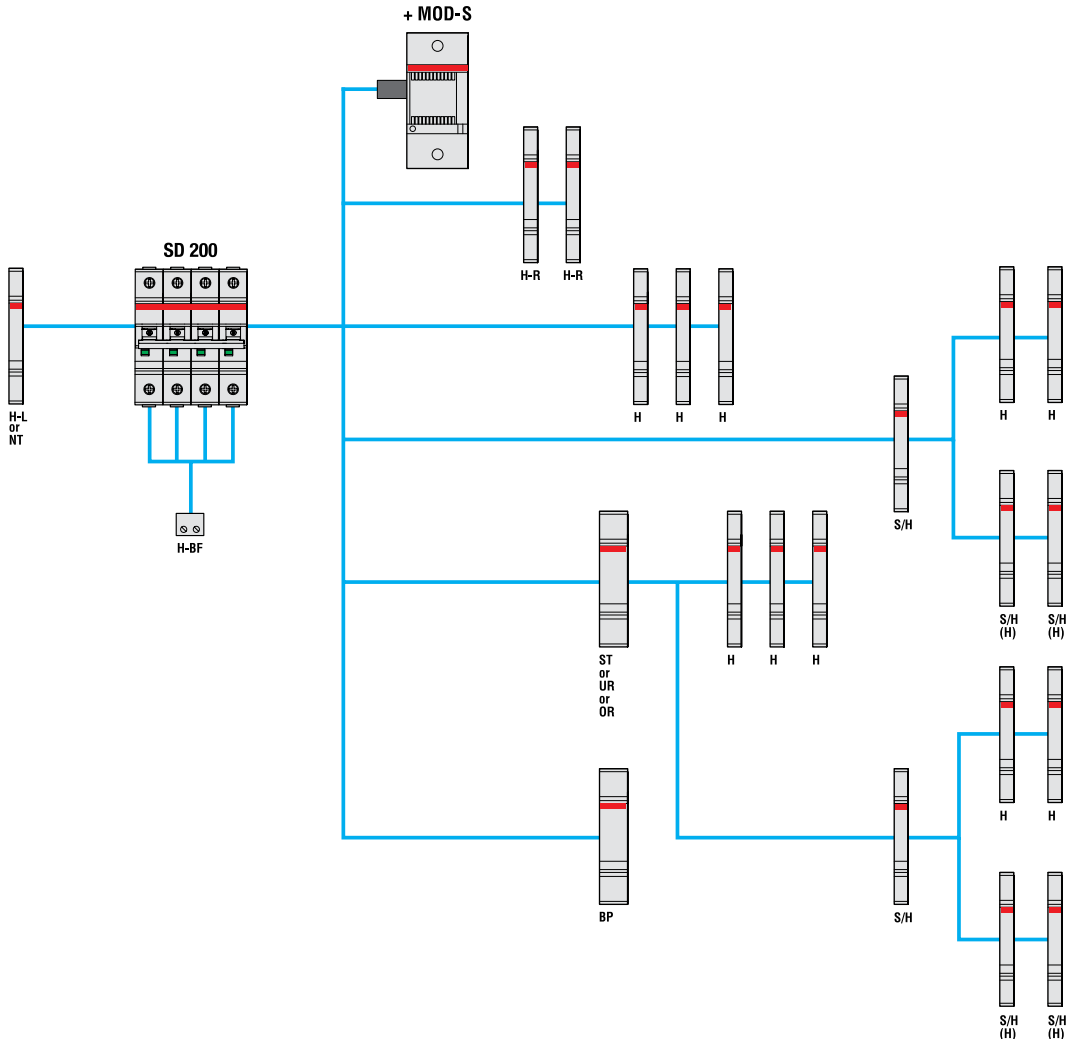 + MOD-S
SD 200
H-R
H-R
H-L
or
NT
H
H
H
H
H
S/H
H-BF
S/H
(H)
S/H
(H)
ST
or
UR
or
OR
H
H
H
H
H
BP
S/H
S/H
(H)
S/H
(H)